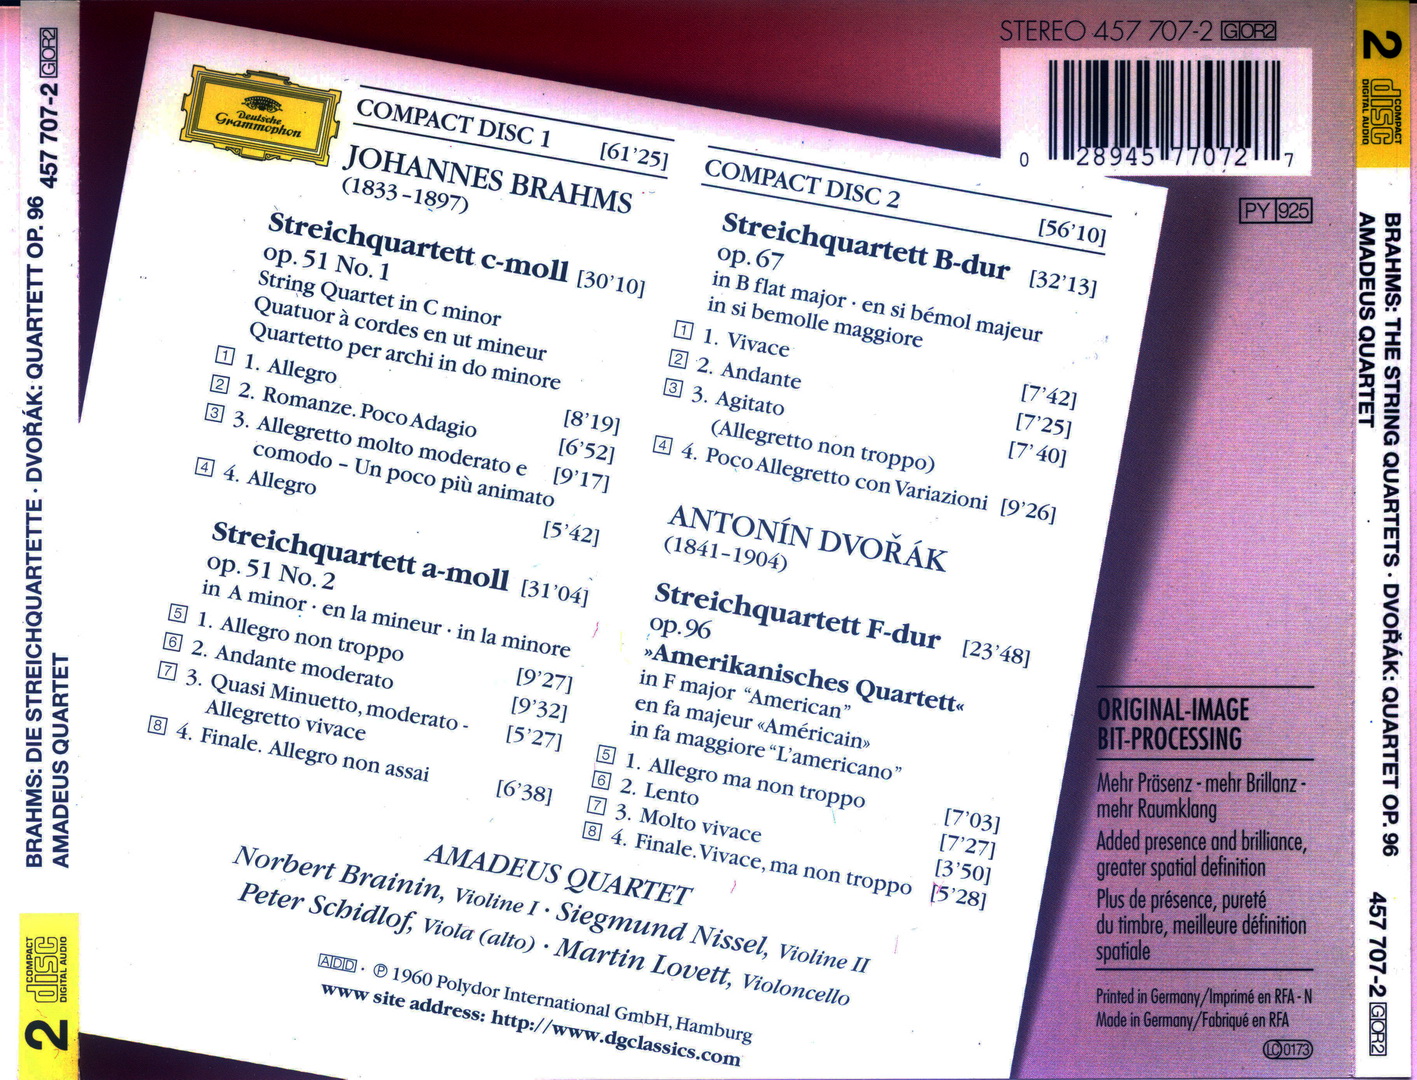 BRAHMS: DIE STREICHQUARTETTE · DVOŘÁK: QUARTETT OP. 96
AMADEUS QUARTET
457 707-2 GOR2
2
COMPACT
disc
DIGITAL AUDIO
Deutsche
Grammophon
COMPACT DISC 1 [61'25]
JOHANNES BRAHMS
(1833–1897)
Streichquartett c-moll [30'10]
op. 51 No. 1
String Quartet in C minor
Quatuor à cordes en ut mineur
Quartetto per archi in do minore
1 1. Allegro [8'19]
2 2. Romanze. Poco Adagio [6'52]
3 3. Allegretto molto moderato e [9'17]
comodo – Un poco più animato
4 4. Allegro [5'42]
Streichquartett a-moll [31'04]
op. 51 No. 2
in A minor · en la mineur · in la minore
5 1. Allegro non troppo [9'27]
6 2. Andante moderato [9'32]
7 3. Quasi Minuetto, moderato - [5'27]
Allegretto vivace
8 4. Finale. Allegro non assai [6'38]
COMPACT DISC 2 [56'10]
Streichquartett B-dur [32'13]
op. 67
in B flat major · en si bémol majeur
in si bemolle maggiore
1 1. Vivace [7'42]
2 2. Andante [7'25]
3 3. Agitato [7'40]
(Allegretto non troppo)
4 4. Poco Allegretto con Variazioni [9'26]
ANTONÍN DVOŘÁK
(1841–1904)
Streichquartett F-dur [23'48]
op. 96
»Amerikanisches Quartett«
in F major “American”
en fa majeur «Américain»
in fa maggiore “L'americano”
5 1. Allegro ma non troppo [7'03]
6 2. Lento [7'27]
7 3. Molto vivace [3'50]
8 4. Finale. Vivace, ma non troppo [5'28]
AMADEUS QUARTET
Norbert Brainin, Violine I · Siegmund Nissel, Violine II
Peter Schidlof, Viola (alto) · Martin Lovett, Violoncello
ADD · ℗ 1960 Polydor International GmbH, Hamburg
www site address: http://www.dgclassics.com
STEREO 457 707-2 GOR2
0 28945 77072 7
PY 925
ORIGINAL-IMAGE
BIT-PROCESSING
Mehr Präsenz - mehr Brillanz -
mehr Raumklang
Added presence and brilliance,
greater spatial definition
Plus de présence, pureté
du timbre, meilleure définition
spatiale
Printed in Germany/Imprimé en RFA - N
Made in Germany/Fabriqué en RFA
LC 0173
2
COMPACT
disc
DIGITAL AUDIO
BRAHMS: THE STRING QUARTETS · DVOŘÁK: QUARTET OP. 96
AMADEUS QUARTET
457 707-2 GOR2